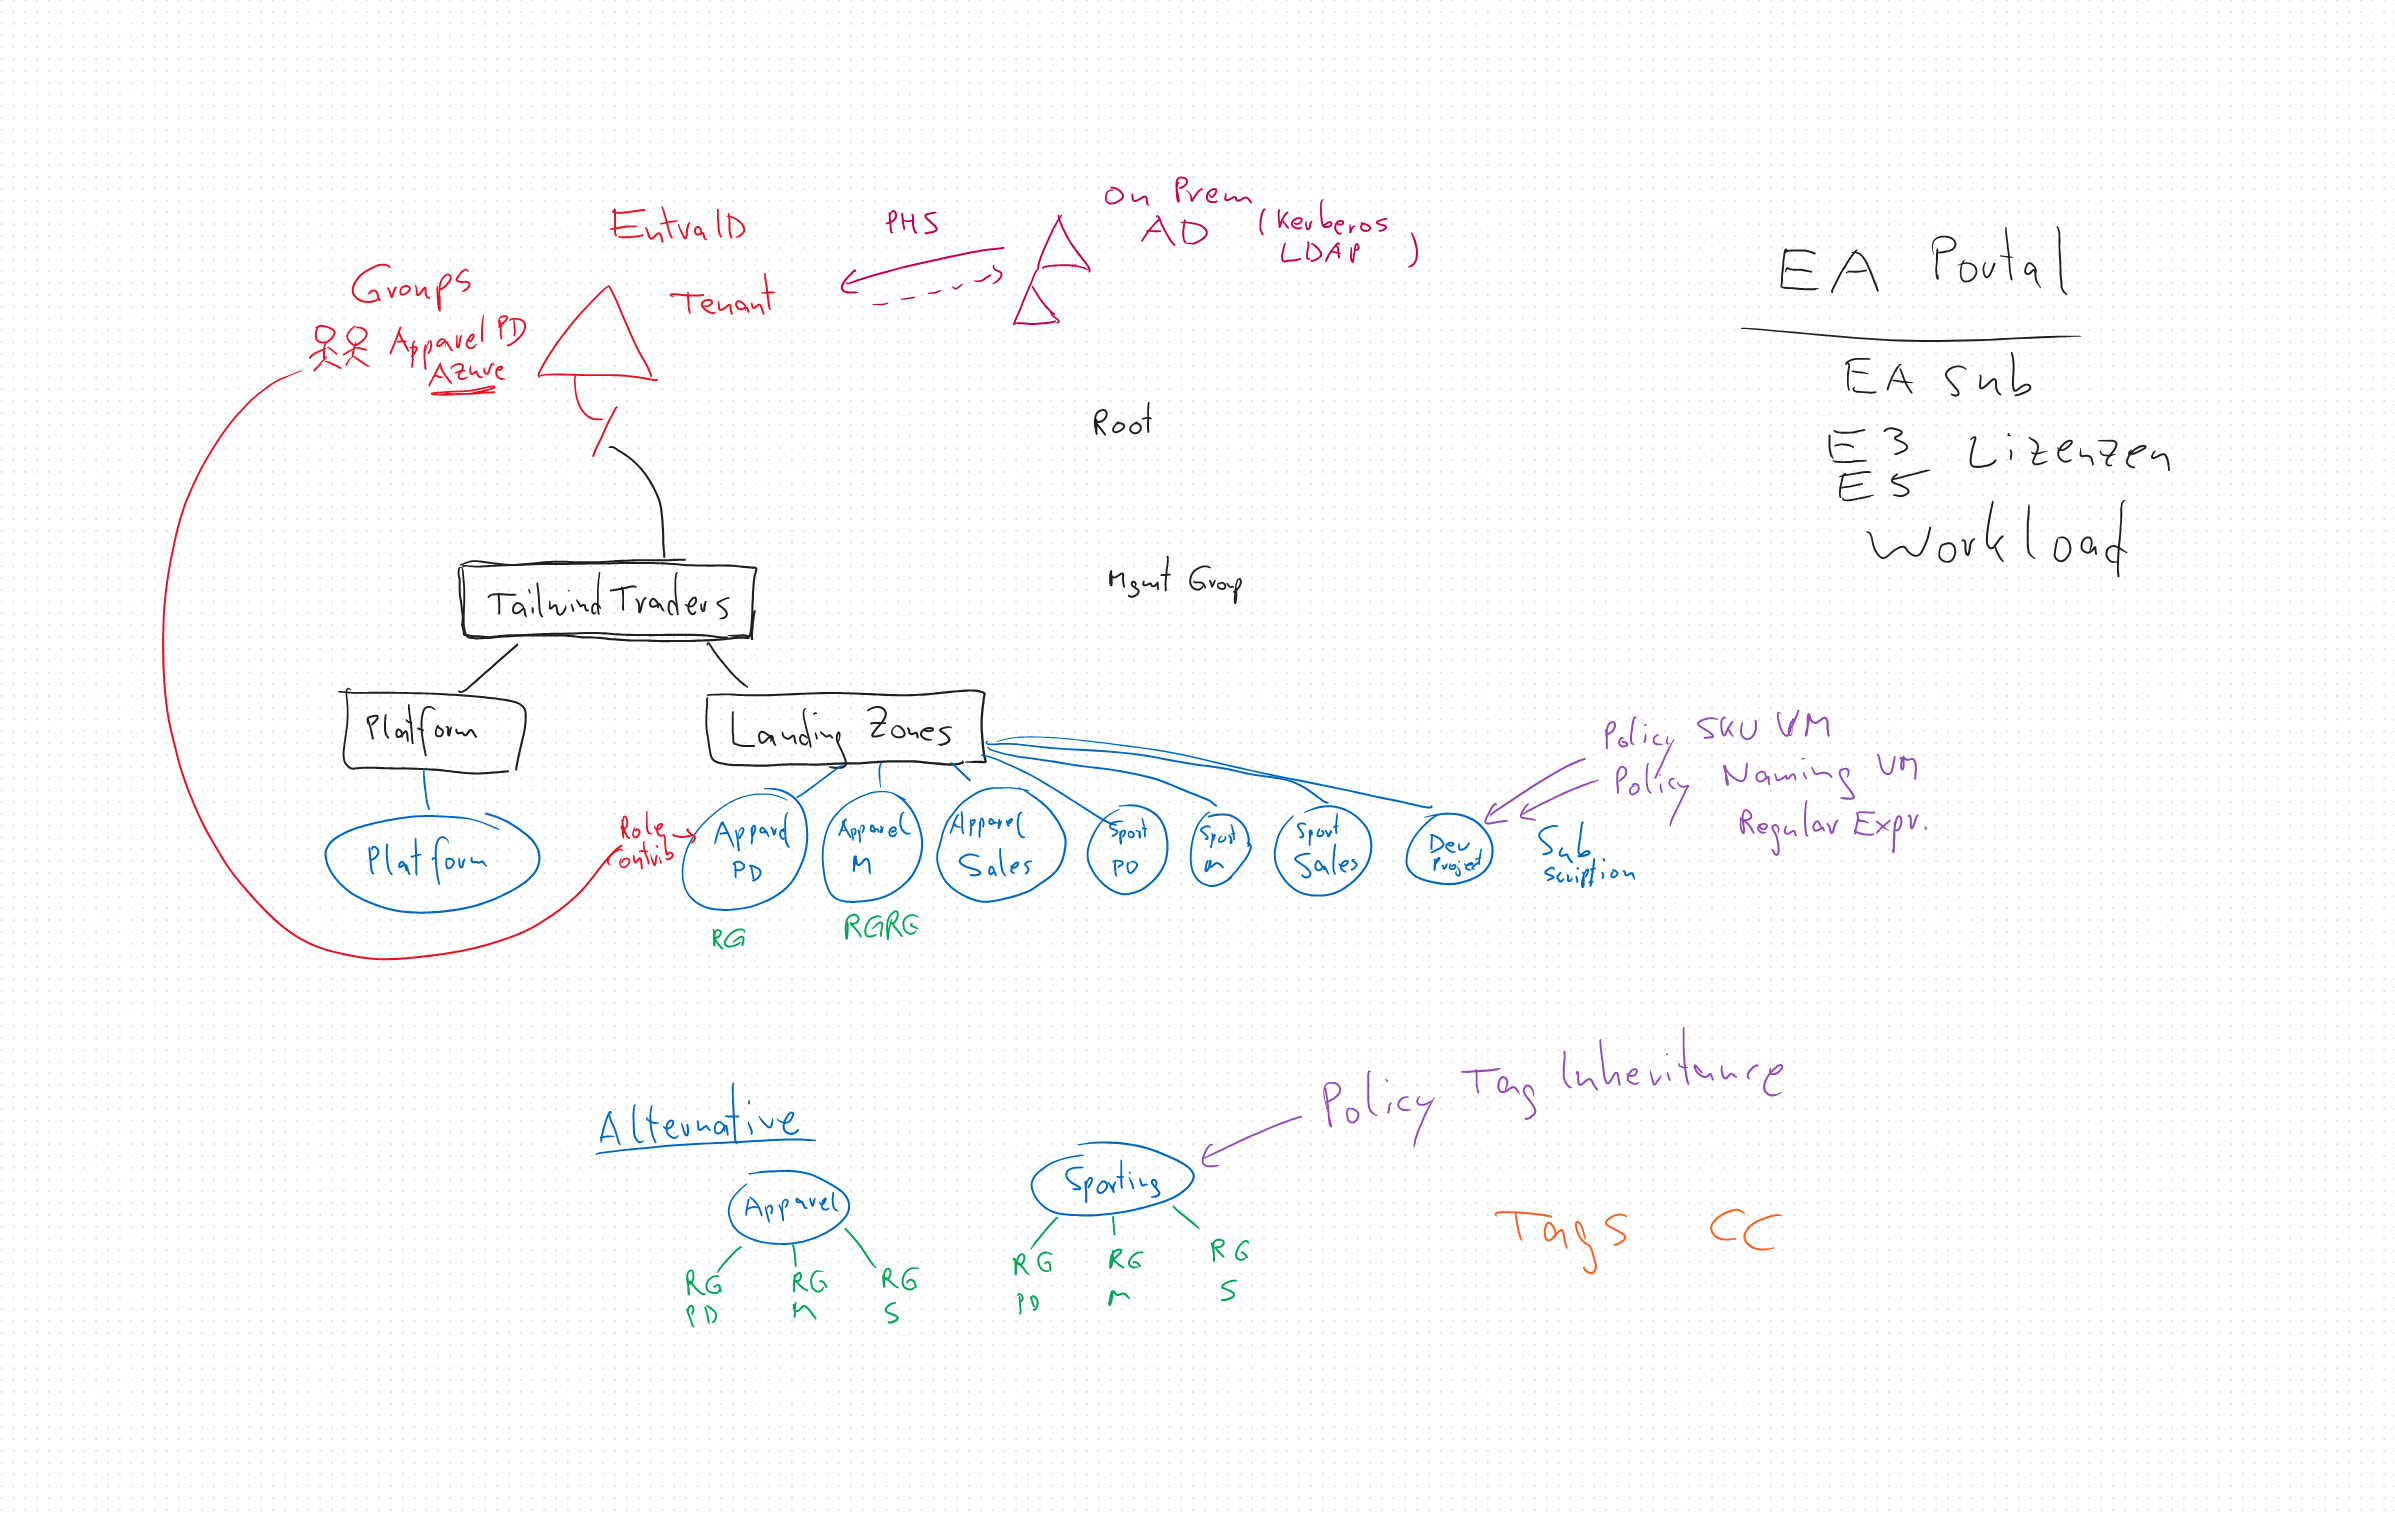 On Prem
AD (Kerberos
LDAP )
PHS
EntraID
Tenant
Groups
Apparel PD
Azure
EA Portal
EA Sub
E3 Lizenzen
E5
Workload
Root
Mgmt Group
Tailwind Traders
Platform
Landing Zones
Policy SKU VM
Policy Naming VM
Regular Expr.
Platform
Role
Contrib
Apparel
PD
Apparel
M
Apparel
Sales
Sport
PD
Sport
M
Sport
Sales
Dev
Projekt
Sub
scription
RG
RGRG
Alternative
Policy Tag Inheritance
Apparel
Sporting
Tags CC
RG
PD
RG
M
RG
S
RG
PD
RG
M
RG
S